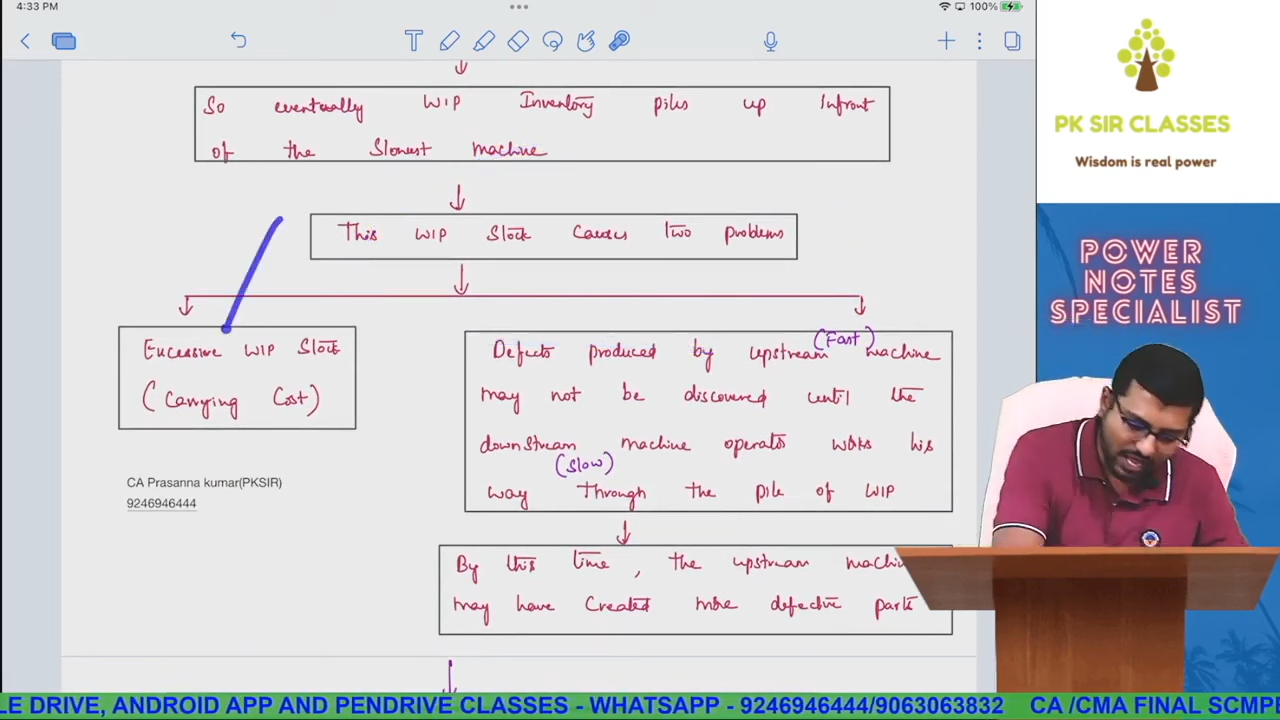 4:33 PM
100%
So eventually WIP Inventory piles up infront
of the Slowest machine
This WIP Stock Causes Two problems
Excessive WIP Stock
(Carrying Cost)
(Fast)
Defects produced by upstream machine
may not be discovered until the
downstream machine operator works his
(Slow)
way through the pile of WIP
CA Prasanna kumar(PKSIR)
9246946444
By this time, the upstream machi
may have Created more defective parts
PK SIR CLASSES
Wisdom is real power
POWER
NOTES
SPECIALIST
LE DRIVE, ANDROID APP AND PENDRIVE CLASSES - WHATSAPP - 9246946444/9063063832 CA /CMA FINAL SCMPE